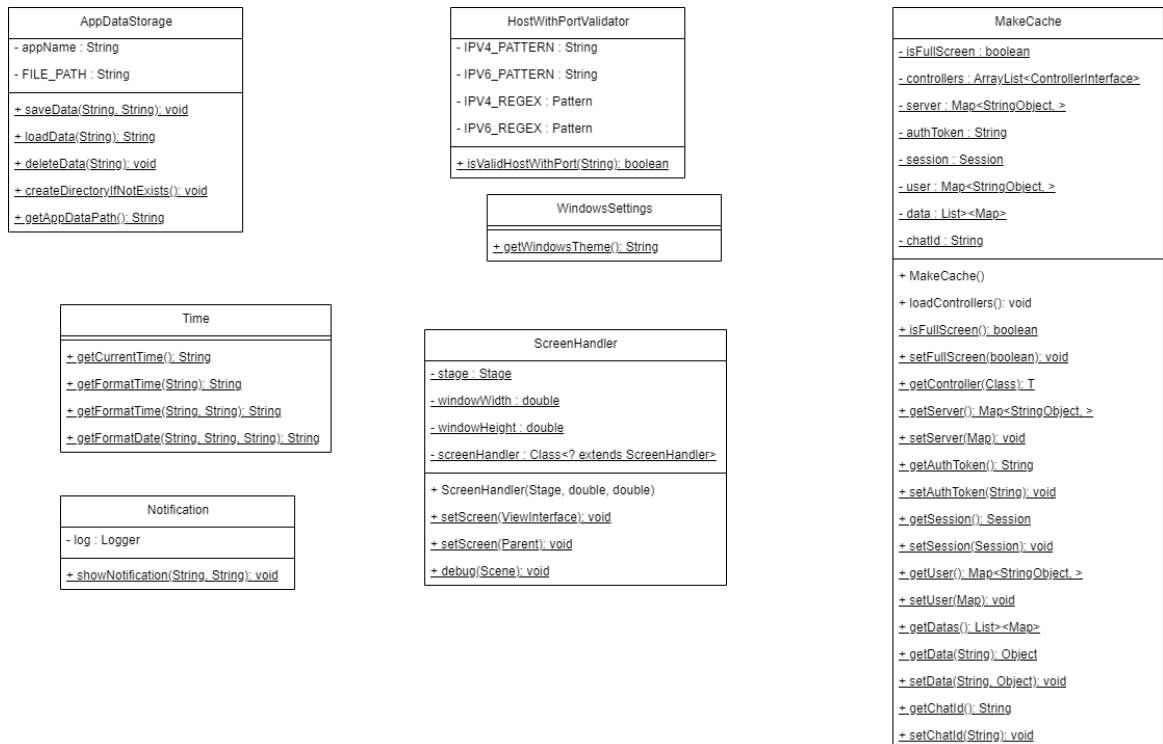 AppDataStorage
- appName : String
- FILE_PATH : String
+ saveData(String, String): void
+ loadData(String): String
+ deleteData(String): void
+ createDirectoryIfNotExists(): void
+ getAppDataPath(): String
HostWithPortValidator
- IPV4_PATTERN : String
- IPV6_PATTERN : String
- IPV4_REGEX : Pattern
- IPV6_REGEX : Pattern
+ isValidHostWithPort(String): boolean
WindowsSettings
+ getWindowsTheme(): String
Time
+ getCurrentTime(): String
+ getFormatTime(String): String
+ getFormatTime(String, String): String
+ getFormatDate(String, String, String): String
ScreenHandler
- stage : Stage
- windowWidth : double
- windowHeight : double
- screenHandler : Class<? extends ScreenHandler>
+ ScreenHandler(Stage, double, double)
+ setScreen(ViewInterface): void
+ setScreen(Parent): void
+ debug(Scene): void
Notification
- log : Logger
+ showNotification(String, String): void
MakeCache
- isFullScreen : boolean
- controllers : ArrayList<ControllerInterface>
- server : Map<StringObject, >
- authToken : String
- session : Session
- user : Map<StringObject, >
- data : List><Map>
- chatId : String
+ MakeCache()
+ loadControllers(): void
+ isFullScreen(): boolean
+ setFullScreen(boolean): void
+ getController(Class): T
+ getServer(): Map<StringObject, >
+ setServer(Map): void
+ getAuthToken(): String
+ setAuthToken(String): void
+ getSession(): Session
+ setSession(Session): void
+ getUser(): Map<StringObject, >
+ setUser(Map): void
+ getDatas(): List><Map>
+ getData(String): Object
+ setData(String, Object): void
+ getChatId(): String
+ setChatId(String): void